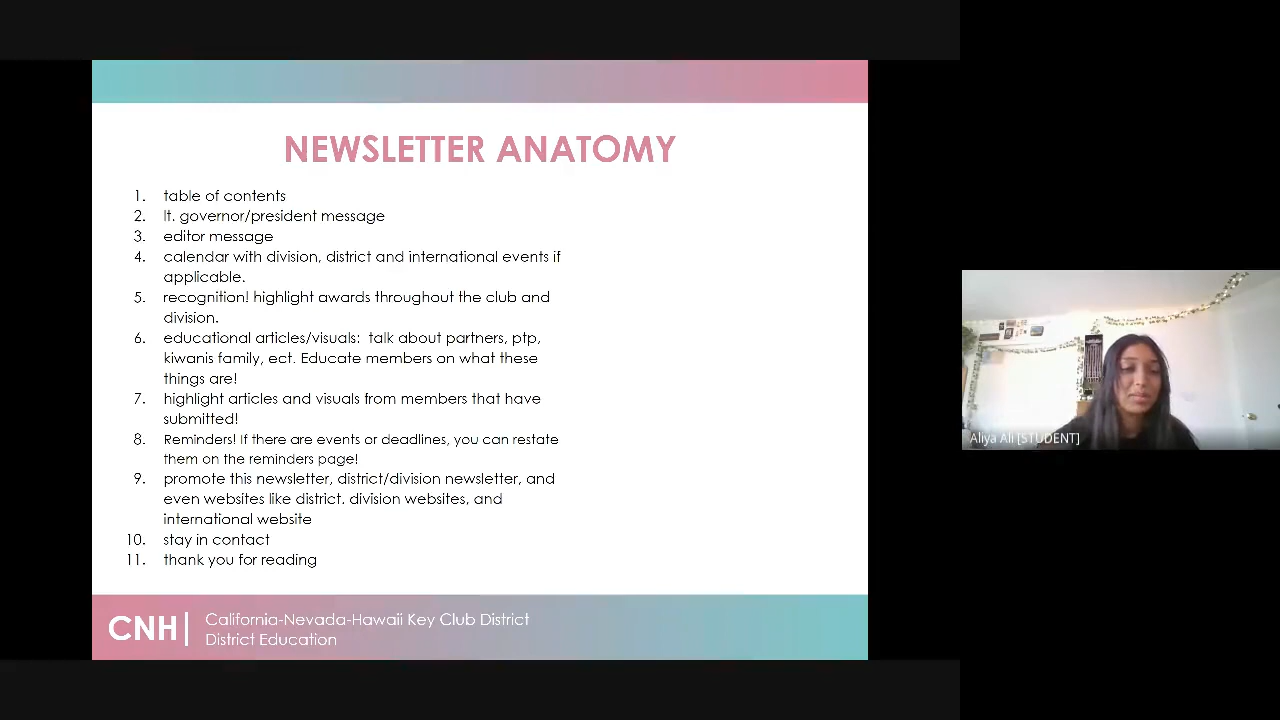 NEWSLETTER ANATOMY
1. table of contents
2. lt. governor/president message
3. editor message
4. calendar with division, district and international events if
applicable.
5. recognition! highlight awards throughout the club and
division.
6. educational articles/visuals: talk about partners, ptp,
kiwanis family, ect. Educate members on what these
things are!
7. highlight articles and visuals from members that have
submitted!
8. Reminders! If there are events or deadlines, you can restate
them on the reminders page!
9. promote this newsletter, district/division newsletter, and
even websites like district. division websites, and
international website
10. stay in contact
11. thank you for reading
CNH | California-Nevada-Hawaii Key Club District
District Education
Aliya Ali [STUDENT]